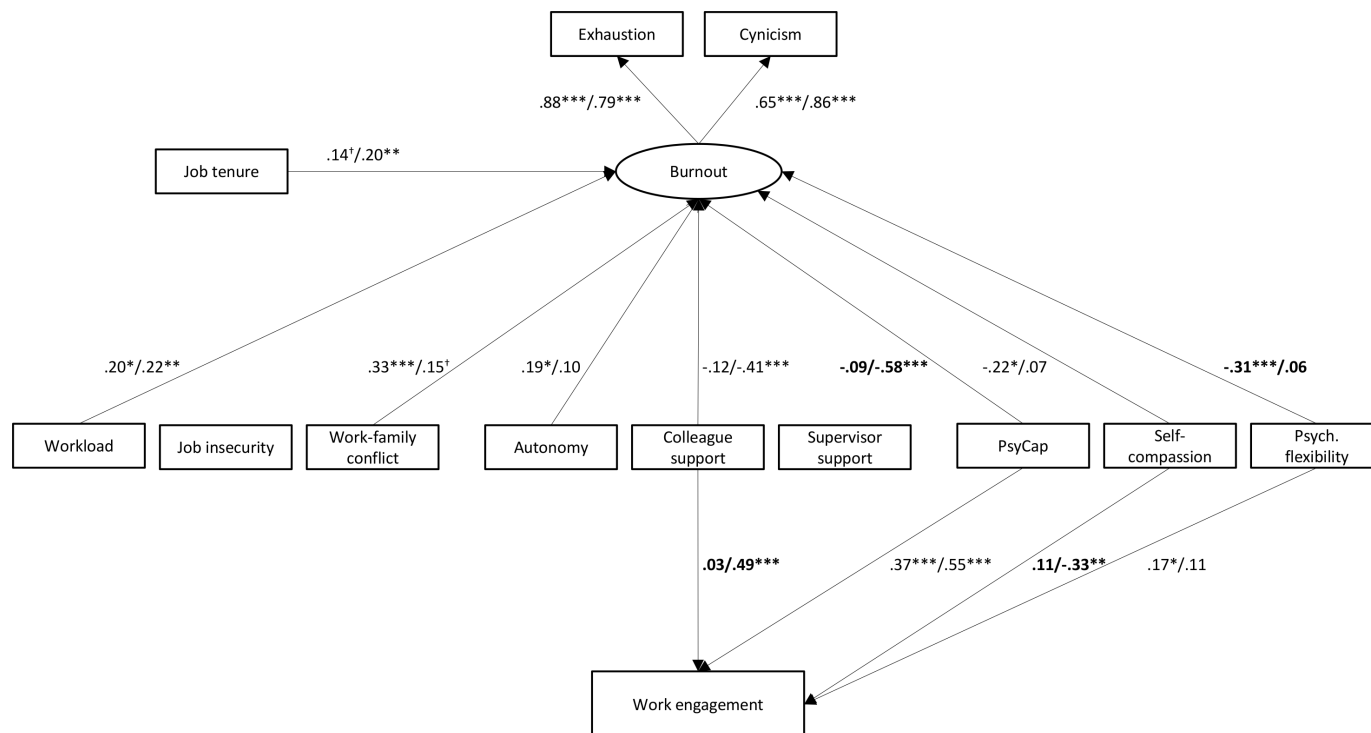 Exhaustion
Cynicism
.88***/.79***
.65***/.86***
Job tenure
.14†/.20**
Burnout
.20*/.22**
.33***/.15†
.19*/.10
-.12/-.41***
-.09/-.58***
-.22*/.07
-.31***/.06
Workload
Job insecurity
Work-family
conflict
Autonomy
Colleague
support
Supervisor
support
PsyCap
Self-
compassion
Psych.
flexibility
.03/.49***
.37***/.55***
.11/-.33**
.17*/.11
Work engagement